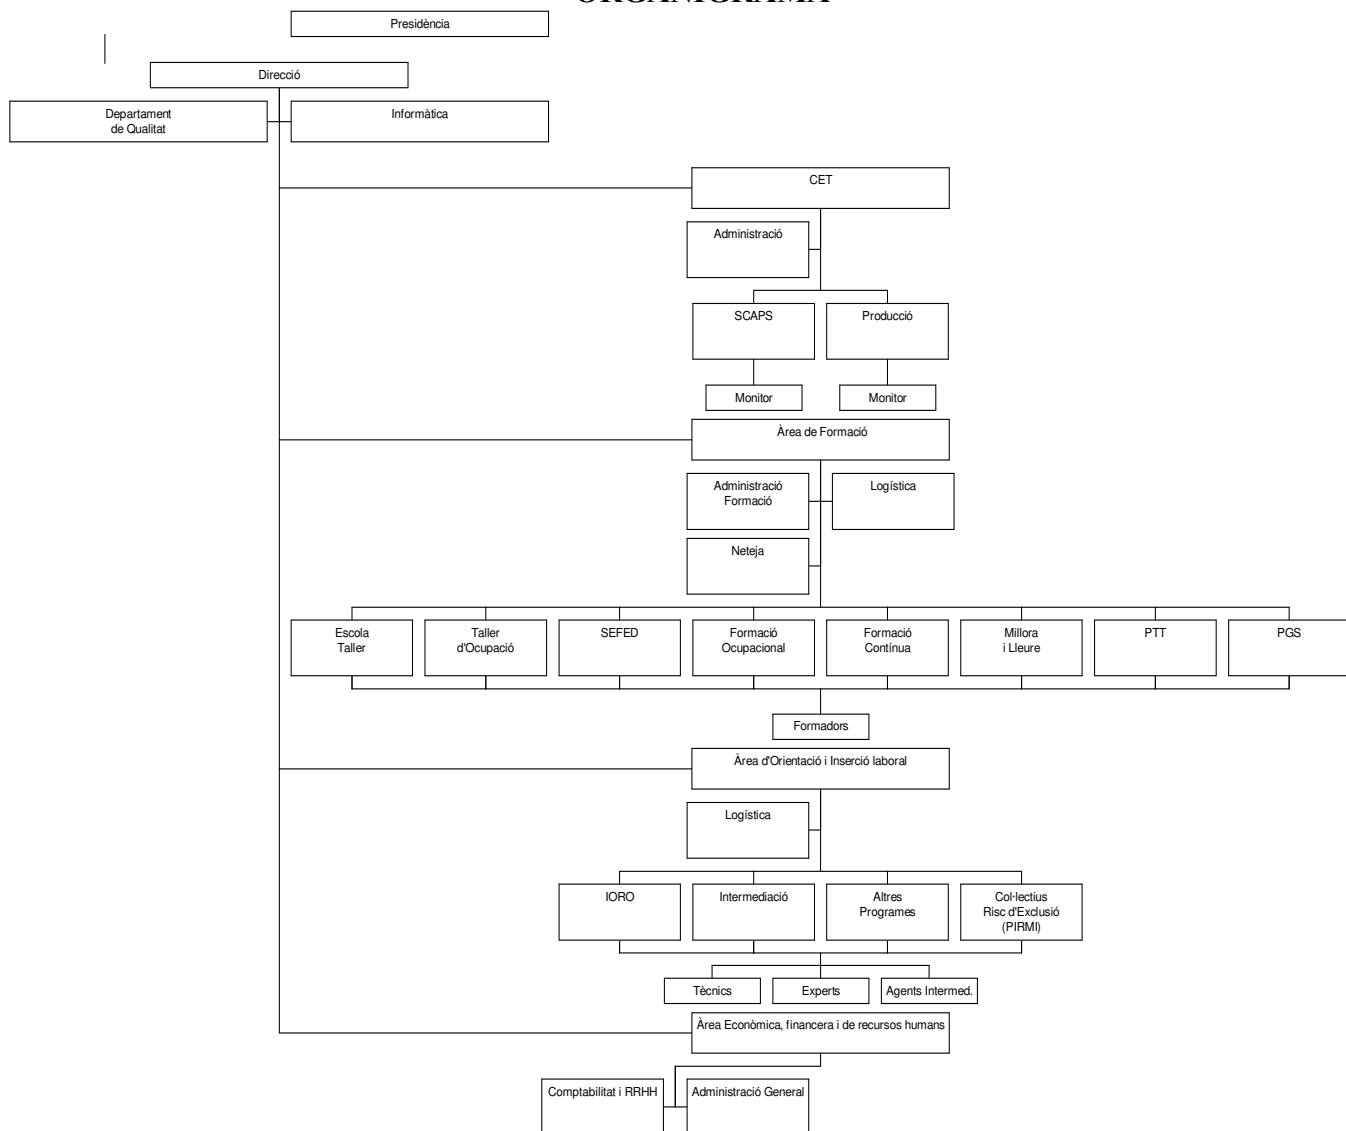 ORGANIGRAMA
Presidència
Direcció
Departament
de Qualitat
Informàtica
CET
Administració
SCAPS
Producció
Monitor
Monitor
Àrea de Formació
Administració
Formació
Logística
Neteja
Escola
Taller
Taller
d'Ocupació
SEFED
Formació
Ocupacional
Formació
Contínua
Millora
i Lleure
PTT
PGS
Formadors
Àrea d'Orientació i Inserció laboral
Logística
IORO
Intermediació
Altres
Programes
Col·lectius
Risc d'Exclusió
(PIRMI)
Tècnics
Experts
Agents Intermed.
Àrea Econòmica, financera i de recursos humans
Comptabilitat i RRHH
Administració General